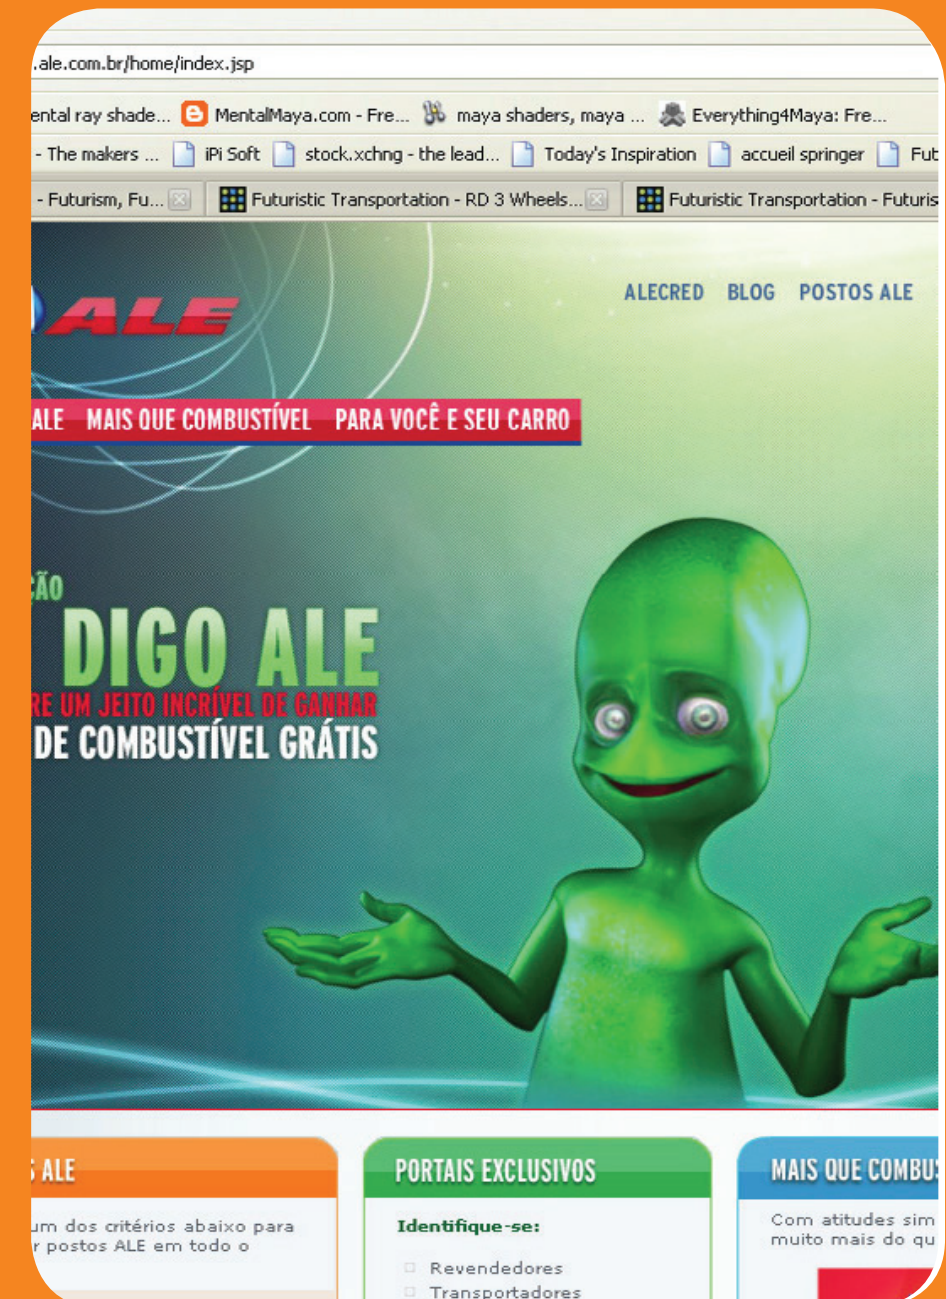 .ale.com.br/home/index.jsp
ental ray shade... MentalMaya.com - Fre... maya shaders, maya ... Everything4Maya: Fre...
- The makers ... iPi Soft stock.xchng - the lead... Today's Inspiration accueil springer Fut
- Futurism, Fu... Futuristic Transportation - RD 3 Wheels... Futuristic Transportation - Futuris
ALE
ALECRED BLOG POSTOS ALE
ALE MAIS QUE COMBUSTÍVEL PARA VOCÊ E SEU CARRO
ÇÃO
DIGO ALE
RE UM JEITO INCRÍVEL DE GANHAR
DE COMBUSTÍVEL GRÁTIS
S ALE
um dos critérios abaixo para
r postos ALE em todo o
PORTAIS EXCLUSIVOS
Identifique-se:
Revendedores
Transportadores
MAIS QUE COMBUS
Com atitudes sim
muito mais do qu